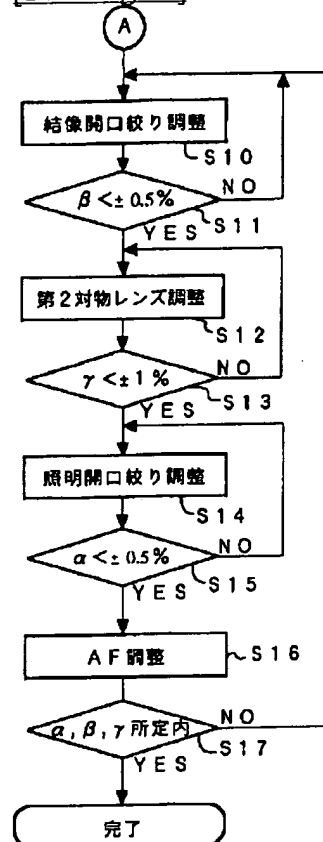 A
結像開口絞り調整
S10
β<±0.5%
NO
YES
S11
第2対物レンズ調整
S12
γ<±1%
NO
YES
S13
照明開口絞り調整
S14
α<±0.5%
NO
YES
S15
AF調整
S16
α,β,γ所定内
NO
YES
S17
完了